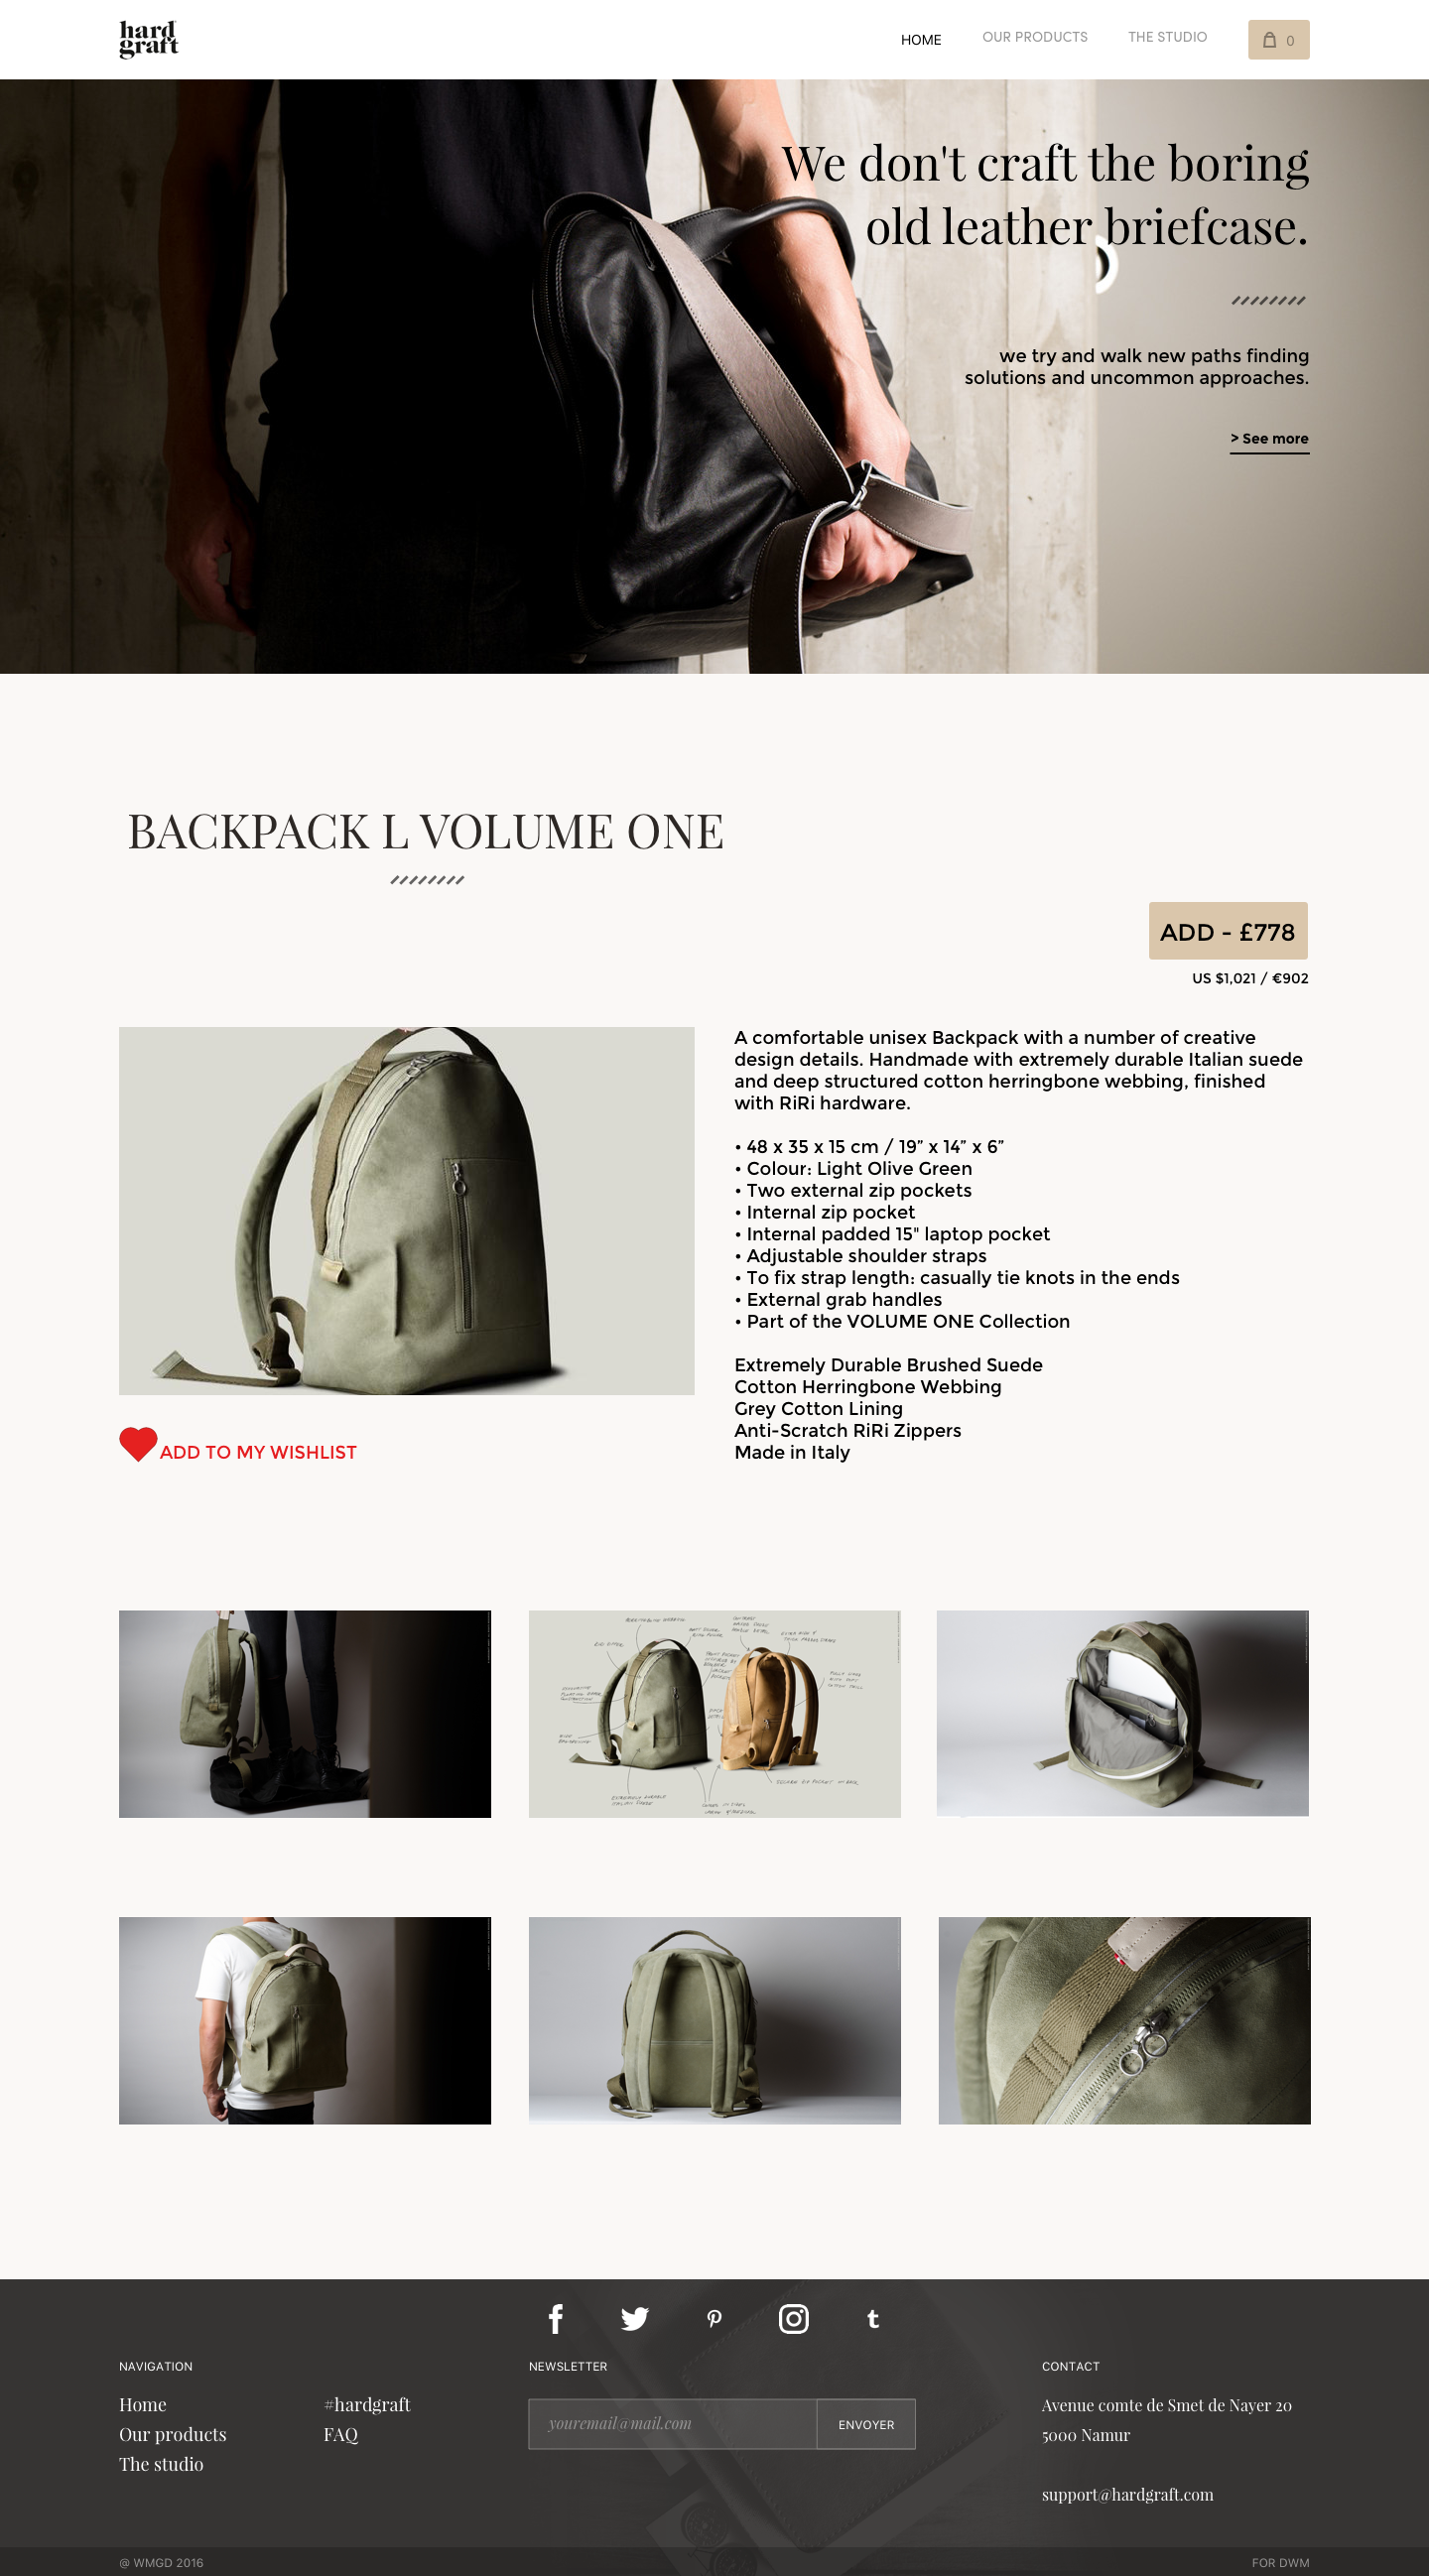 hard
graft
HOME
OUR PRODUCTS
THE STUDIO
0
We don't craft the boring
old leather briefcase.
we try and walk new paths finding
solutions and uncommon approaches.
> See more
BACKPACK L VOLUME ONE
ADD - £778
US $1,021 / €902
A comfortable unisex Backpack with a number of creative
design details. Handmade with extremely durable Italian suede
and deep structured cotton herringbone webbing, finished
with RiRi hardware.
• 48 x 35 x 15 cm / 19” x 14” x 6”
• Colour: Light Olive Green
• Two external zip pockets
• Internal zip pocket
• Internal padded 15" laptop pocket
• Adjustable shoulder straps
• To fix strap length: casually tie knots in the ends
• External grab handles
• Part of the VOLUME ONE Collection
Extremely Durable Brushed Suede
Cotton Herringbone Webbing
Grey Cotton Lining
Anti-Scratch RiRi Zippers
Made in Italy
ADD TO MY WISHLIST
NAVIGATION
Home
Our products
The studio
#hardgraft
FAQ
NEWSLETTER
youremail@mail.com
ENVOYER
CONTACT
Avenue comte de Smet de Nayer 20
5000 Namur
support@hardgraft.com
@ WMGD 2016
FOR DWM